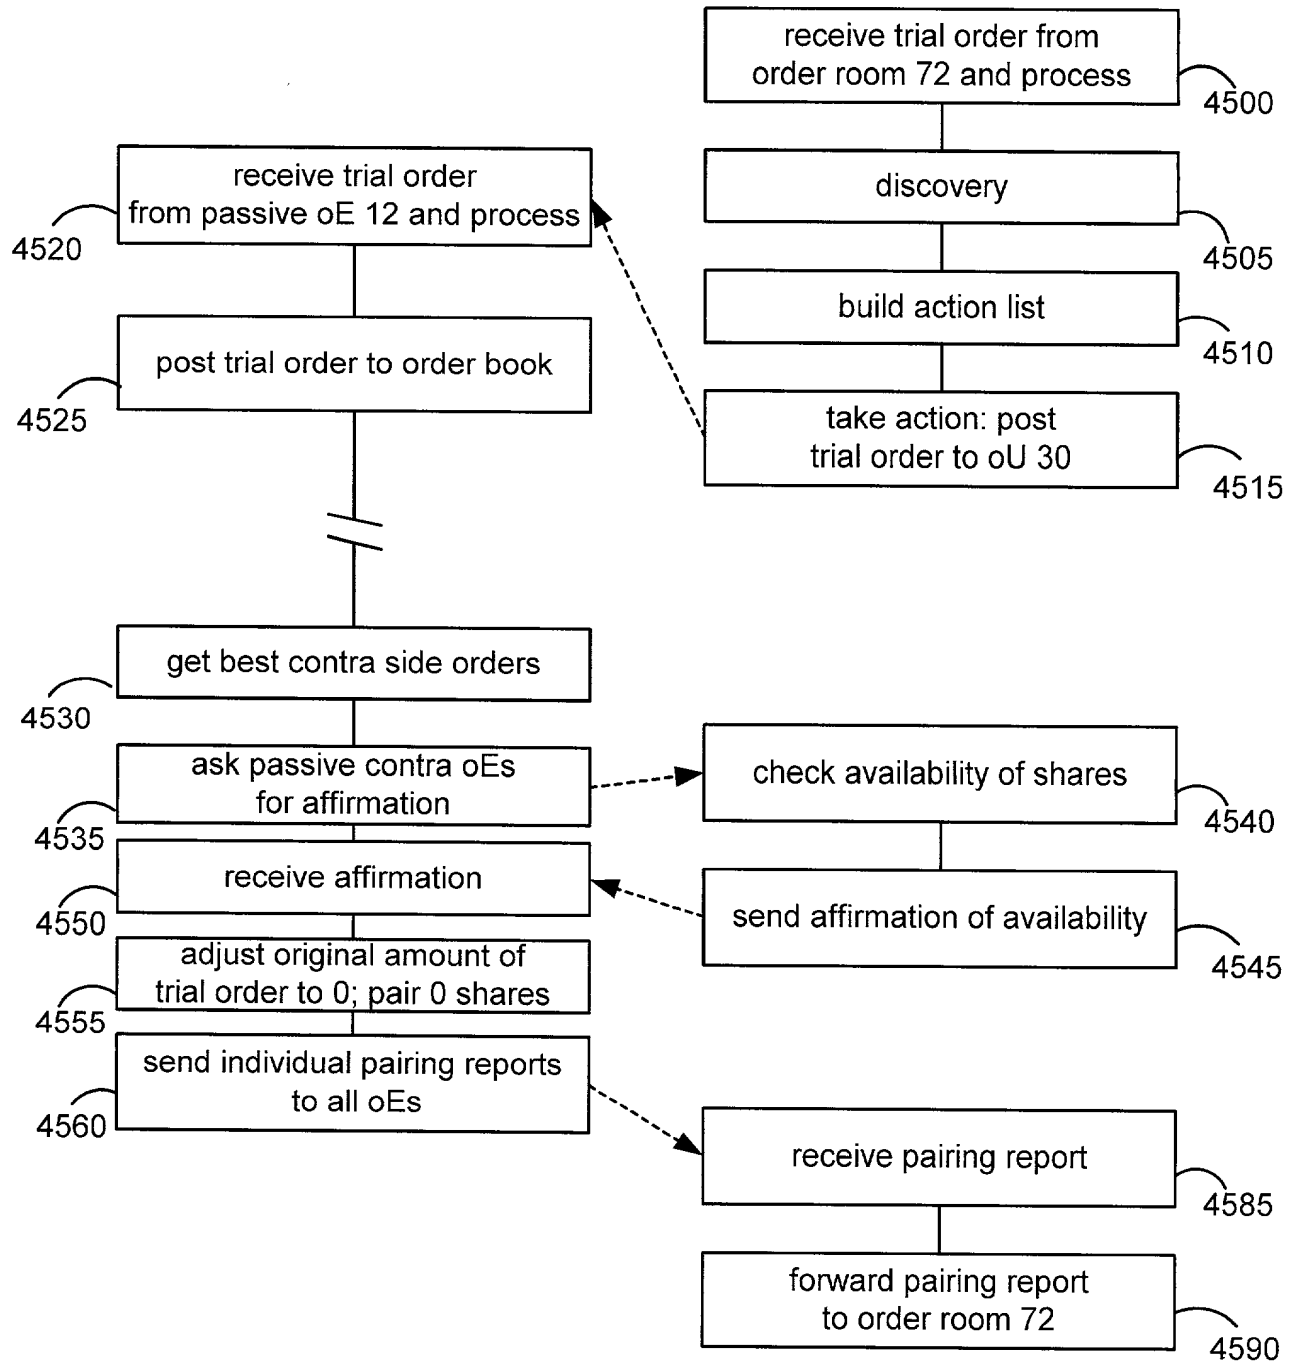 receive trial order from
order room 72 and process
4500
discovery
4505
build action list
4510
take action: post
trial order to oU 30
4515
receive trial order
from passive oE 12 and process
4520
post trial order to order book
4525
get best contra side orders
4530
ask passive contra oEs
for affirmation
4535
check availability of shares
4540
send affirmation of availability
4545
receive affirmation
4550
adjust original amount of
trial order to 0; pair 0 shares
4555
send individual pairing reports
to all oEs
4560
receive pairing report
4585
forward pairing report
to order room 72
4590